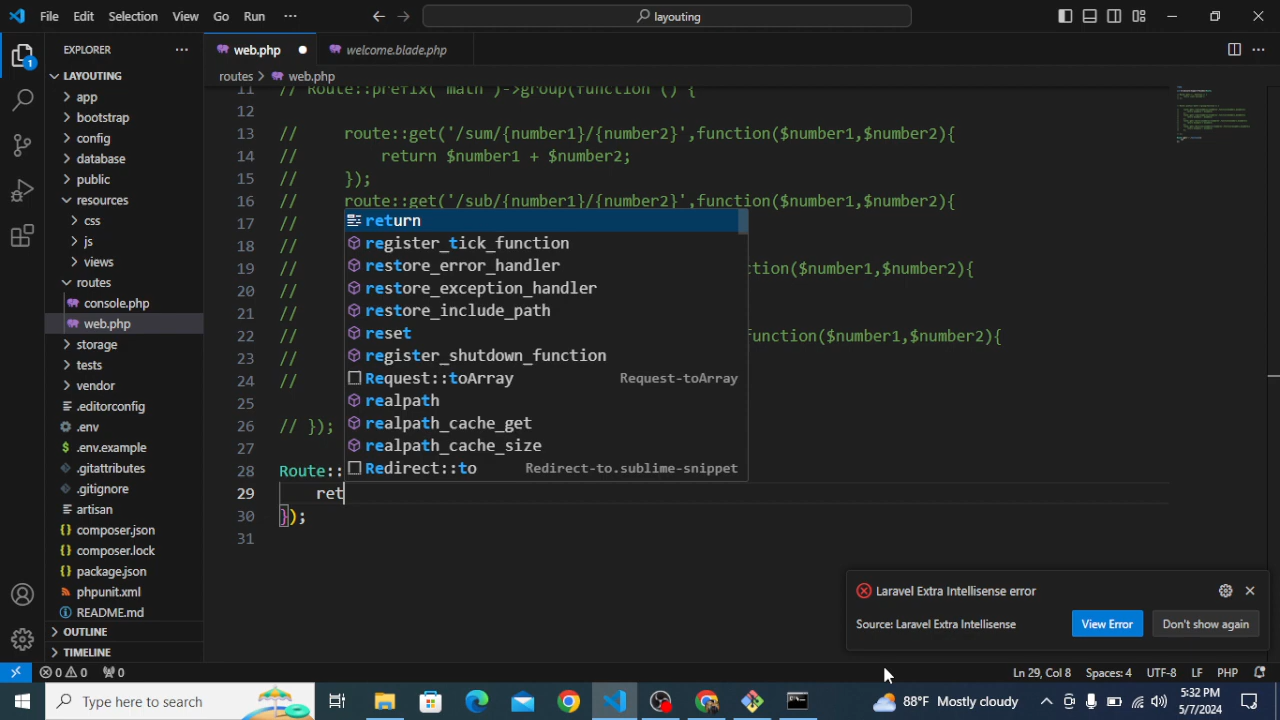 File Edit Selection View Go Run ··· layouting
EXPLORER ···
web.php welcome.blade.php
LAYOUTING
routes > web.php
app
bootstrap
config
database
public
resources
css
js
views
routes
console.php
web.php
storage
tests
vendor
.editorconfig
.env
.env.example
.gitattributes
.gitignore
artisan
composer.json
composer.lock
package.json
phpunit.xml
README.md
OUTLINE
TIMELINE
1
11 // Route::prefix('math')->group(function () {
12
13 // route::get('/sum/{number1}/{number2}',function($number1,$number2){
14 // return $number1 + $number2;
15 // });
16 // route::get('/sub/{number1}/{number2}',function($number1,$number2){
17 //
18 //
19 // ction($number1,$number2){
20 //
21 //
22 // function($number1,$number2){
23 //
24 //
25
26 // });
27
28 Route::
29 ret
30 });
31
return
register_tick_function
restore_error_handler
restore_exception_handler
restore_include_path
reset
register_shutdown_function
Request::toArray Request-toArray
realpath
realpath_cache_get
realpath_cache_size
Redirect::to Redirect-to.sublime-snippet
Laravel Extra Intellisense error
Source: Laravel Extra Intellisense View Error Don't show again
0 0 0 Ln 29, Col 8 Spaces: 4 UTF-8 LF PHP
Type here to search 88°F Mostly cloudy 5:32 PM
5/7/2024